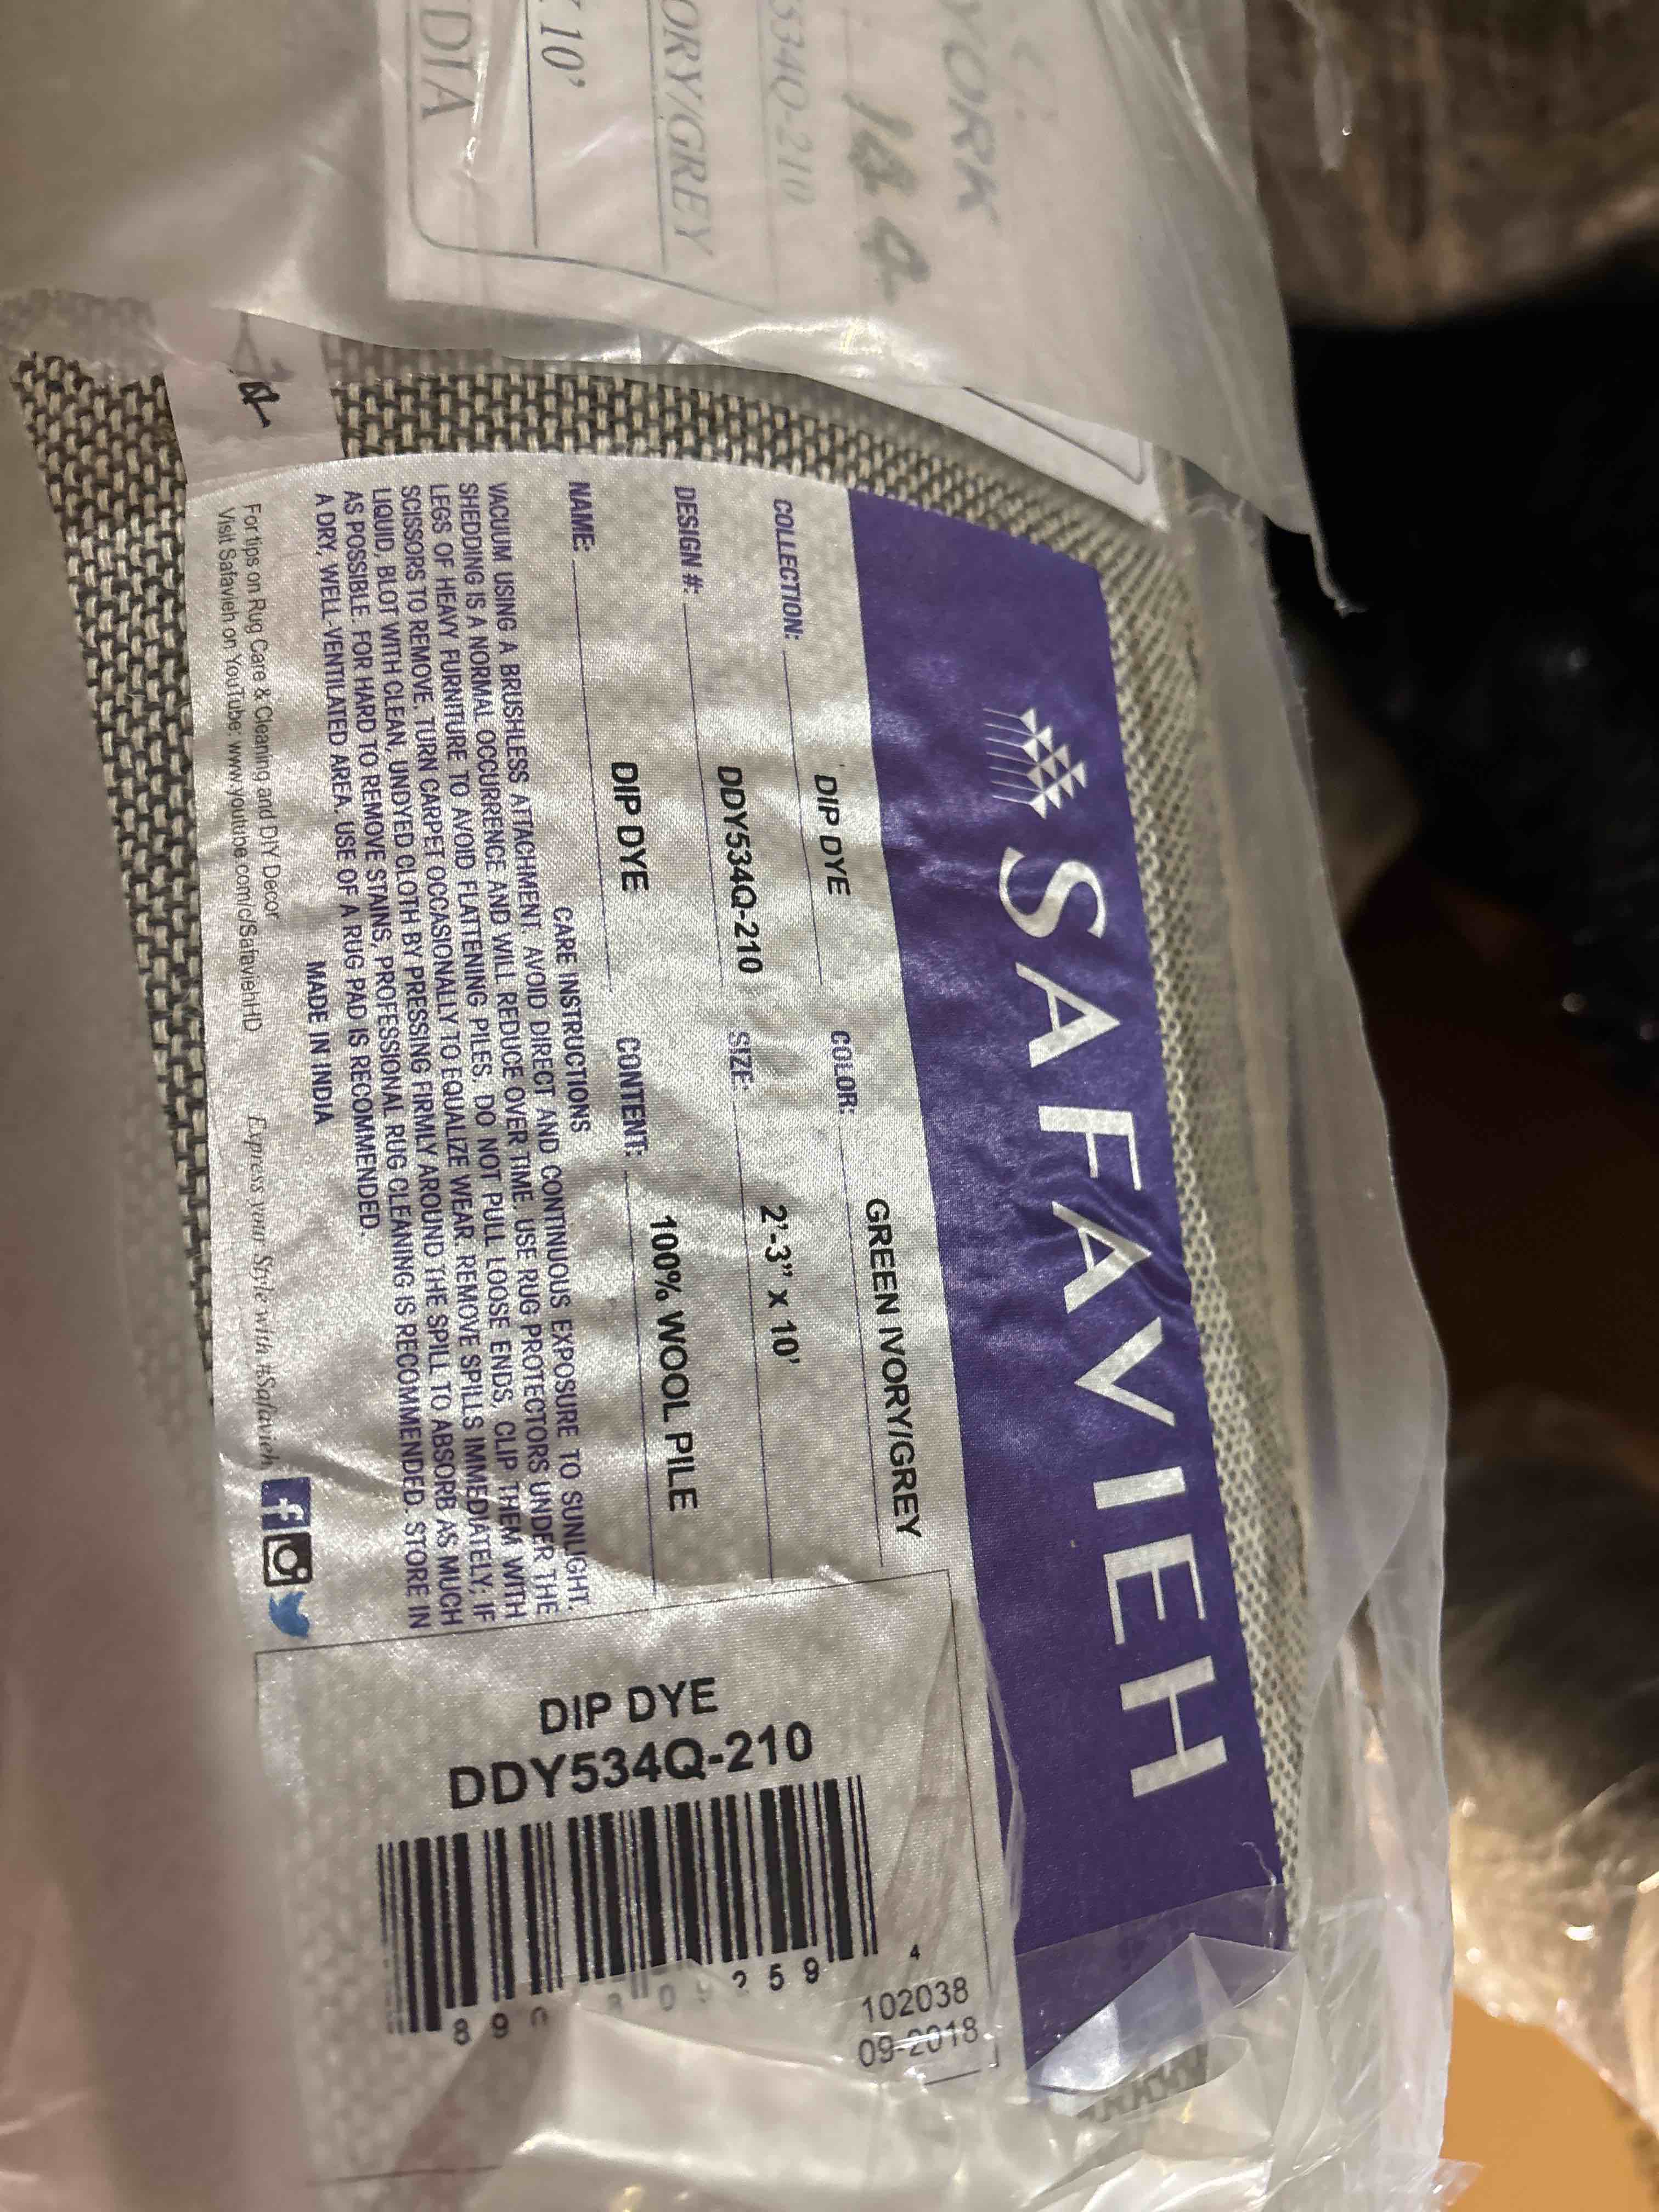 YORK
534Q-210
ORY/GREY
10'
DIA
SAFAVIEH
COLLECTION: DIP DYE COLOR: GREEN IVORY/GREY
DESIGN #: DDY534Q-210 SIZE: 2'-3" x 10'
NAME: DIP DYE CONTENT: 100% WOOL PILE
CARE INSTRUCTIONS
VACUUM USING A BRUSHLESS ATTACHMENT. AVOID DIRECT AND CONTINUOUS EXPOSURE TO SUNLIGHT.
SHEDDING IS A NORMAL OCCURRENCE AND WILL REDUCE OVER TIME. USE RUG PROTECTORS UNDER THE
LEGS OF HEAVY FURNITURE TO AVOID FLATTENING PILES. DO NOT PULL LOOSE ENDS, CLIP THEM WITH
SCISSORS TO REMOVE. TURN CARPET OCCASIONALLY TO EQUALIZE WEAR. REMOVE SPILLS IMMEDIATELY, IF
LIQUID, BLOT WITH CLEAN, UNDYED CLOTH BY PRESSING FIRMLY AROUND THE SPILL TO ABSORB AS MUCH
AS POSSIBLE. FOR HARD TO REMOVE STAINS, PROFESSIONAL RUG CLEANING IS RECOMMENDED. STORE IN
A DRY, WELL-VENTILATED AREA. USE OF A RUG PAD IS RECOMMENDED.
MADE IN INDIA
For tips on Rug Care & Cleaning and DIY Decor
Visit Safavieh on YouTube: www.youtube.com/c/SafaviehHD
Express your Style with #Safavieh
DIP DYE
DDY534Q-210
4
102038
09-2018